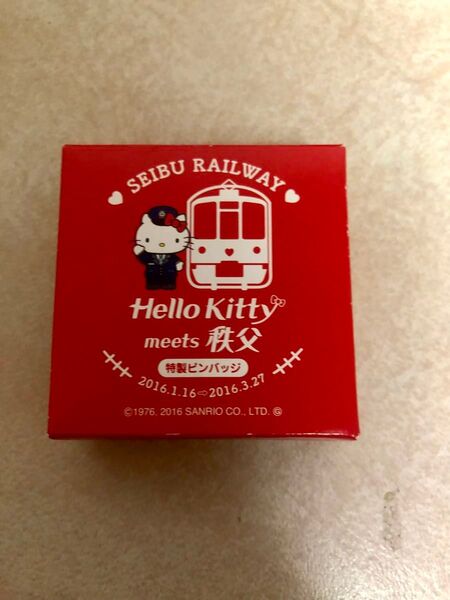 SEIBU RAILWAY
Hello Kitty
meets 秩父
特製ピンバッジ
2016.1.16⇨2016.3.27
©1976, 2016 SANRIO CO., LTD. Ⓖ